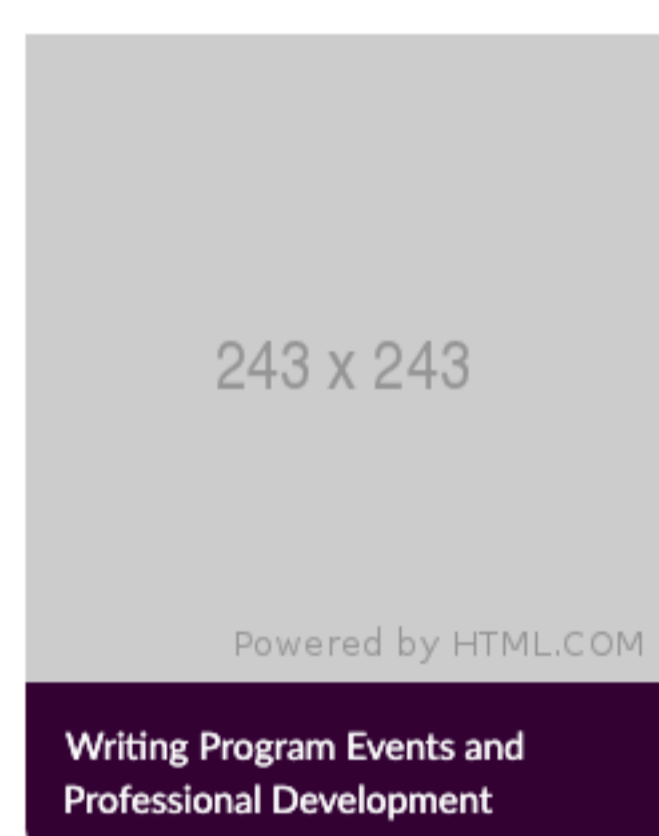 243 x 243
Powered by HTML.COM
Writing Program Events and
Professional Development